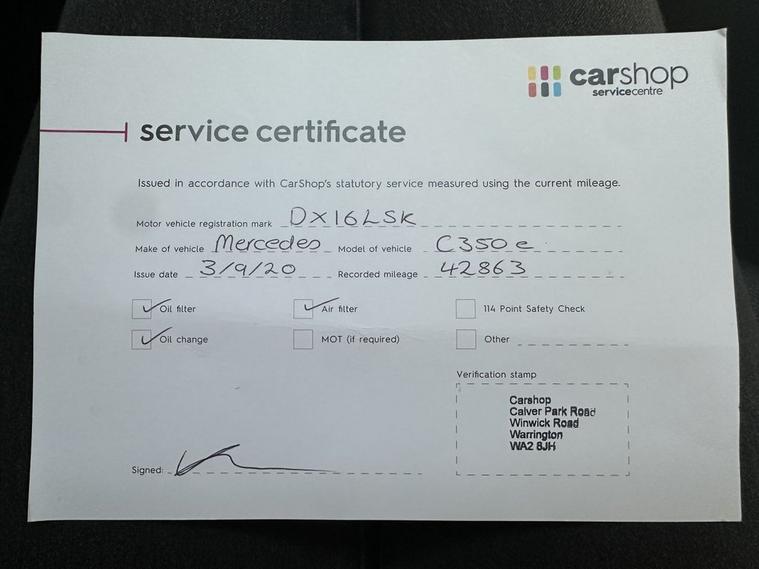 carshop
servicecentre
service certificate
Issued in accordance with CarShop's statutory service measured using the current mileage.
Motor vehicle registration mark DX16LSK
Make of vehicle Mercedes Model of vehicle C350e
Issue date 3/9/20 Recorded mileage 42863
Oil filter Air filter 114 Point Safety Check
Oil change MOT (if required) Other
Verification stamp
Carshop
Calver Park Road
Winwick Road
Warrington
WA2 8JH
Signed: